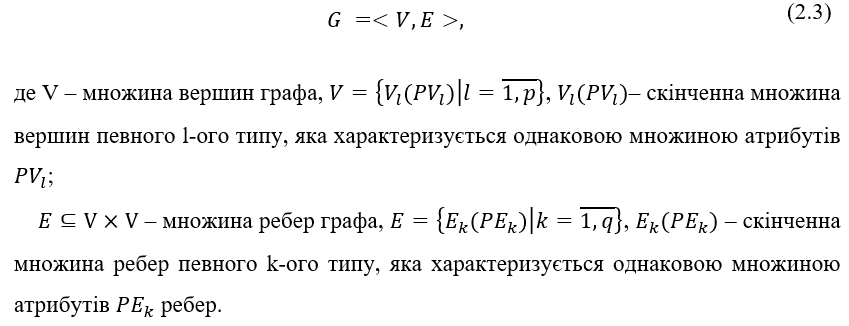 G =< V, E >, (2.3)
де V – множина вершин графа, V = {V_l(PV_l)|l = \overline{1, p}}, V_l(PV_l)– скінченна множина
вершин певного l-ого типу, яка характеризується однаковою множиною атрибутів
PV_l;
E ⊆ V × V – множина ребер графа, E = {E_k(PE_k)|k = \overline{1, q}}, E_k(PE_k) – скінченна
множина ребер певного k-ого типу, яка характеризується однаковою множиною
атрибутів PE_k ребер.